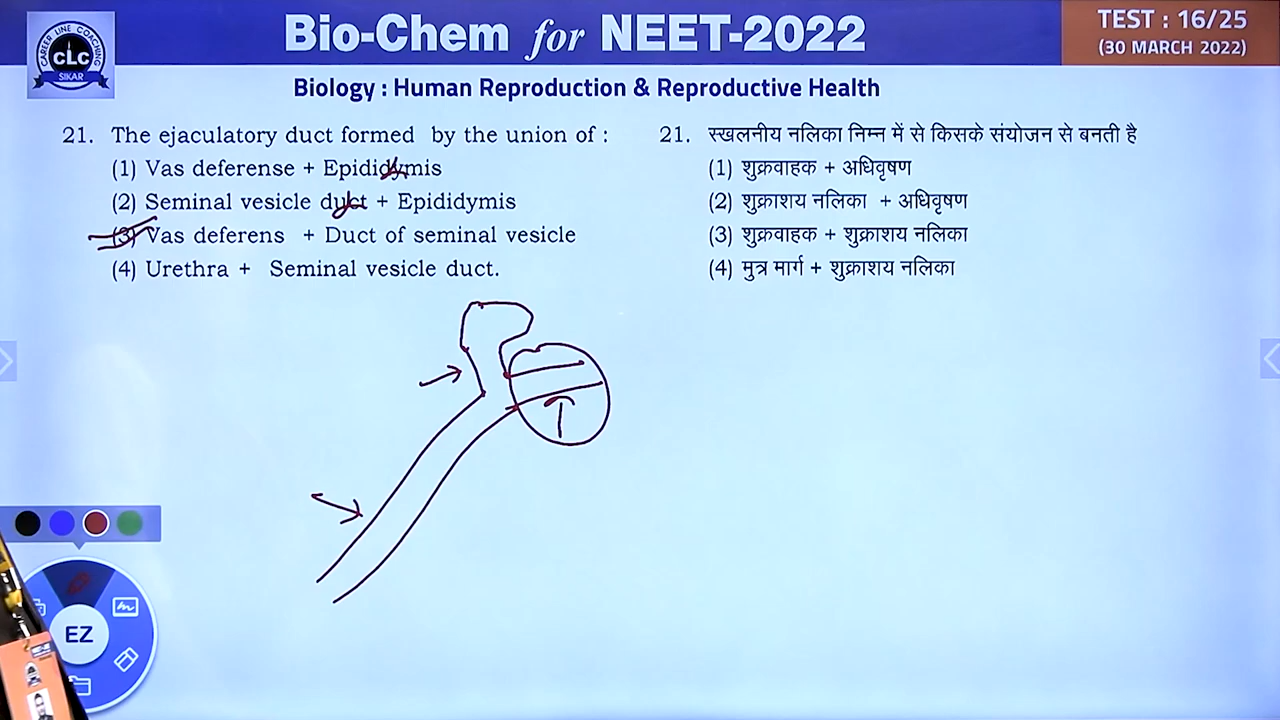 CAREER LINE COACHING
CLC
SIKAR
Bio-Chem for NEET-2022
TEST : 16/25
(30 MARCH 2022)
Biology : Human Reproduction & Reproductive Health
21. The ejaculatory duct formed by the union of :
(1) Vas deferense + Epididymis
(2) Seminal vesicle duct + Epididymis
(3) Vas deferens + Duct of seminal vesicle
(4) Urethra + Seminal vesicle duct.
21. स्खलनीय नलिका निम्न में से किसके संयोजन से बनती है
(1) शुक्रवाहक + अधिवृषण
(2) शुक्राशय नलिका + अधिवृषण
(3) शुक्रवाहक + शुक्राशय नलिका
(4) मुत्र मार्ग + शुक्राशय नलिका
EZ